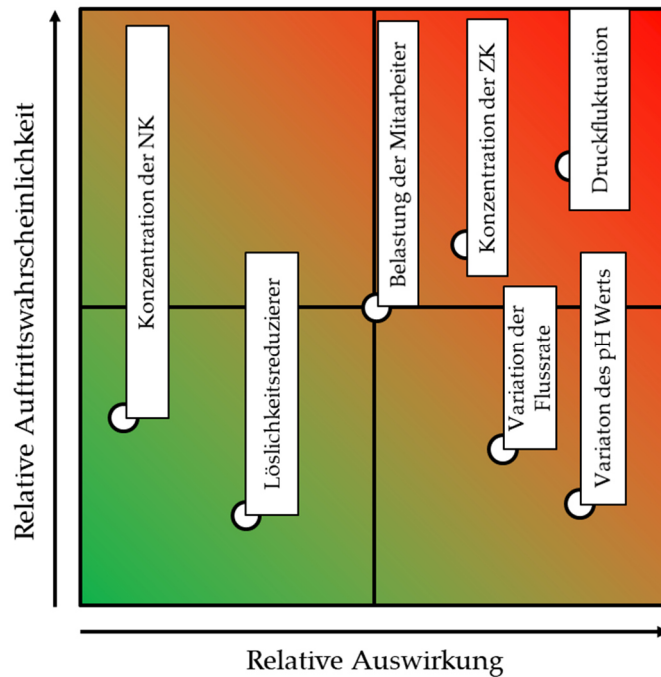 Relative Auftrittswahrscheinlichkeit
Konzentration der NK
Löslichkeitsreduzierer
Belastung der Mitarbeiter
Konzentration der ZK
Variation der
Flussrate
Druckfluktuation
Variaton des pH Werts
Relative Auswirkung